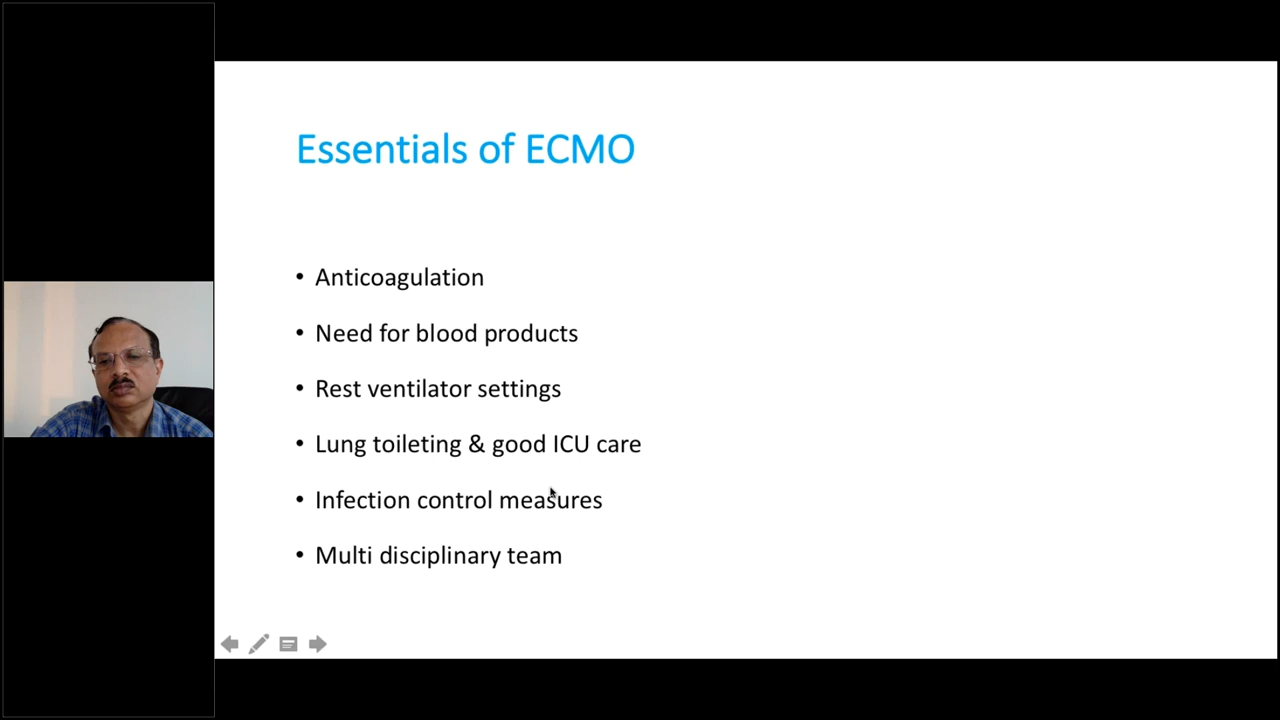 Essentials of ECMO
• Anticoagulation
• Need for blood products
• Rest ventilator settings
• Lung toileting & good ICU care
• Infection control measures
• Multi disciplinary team